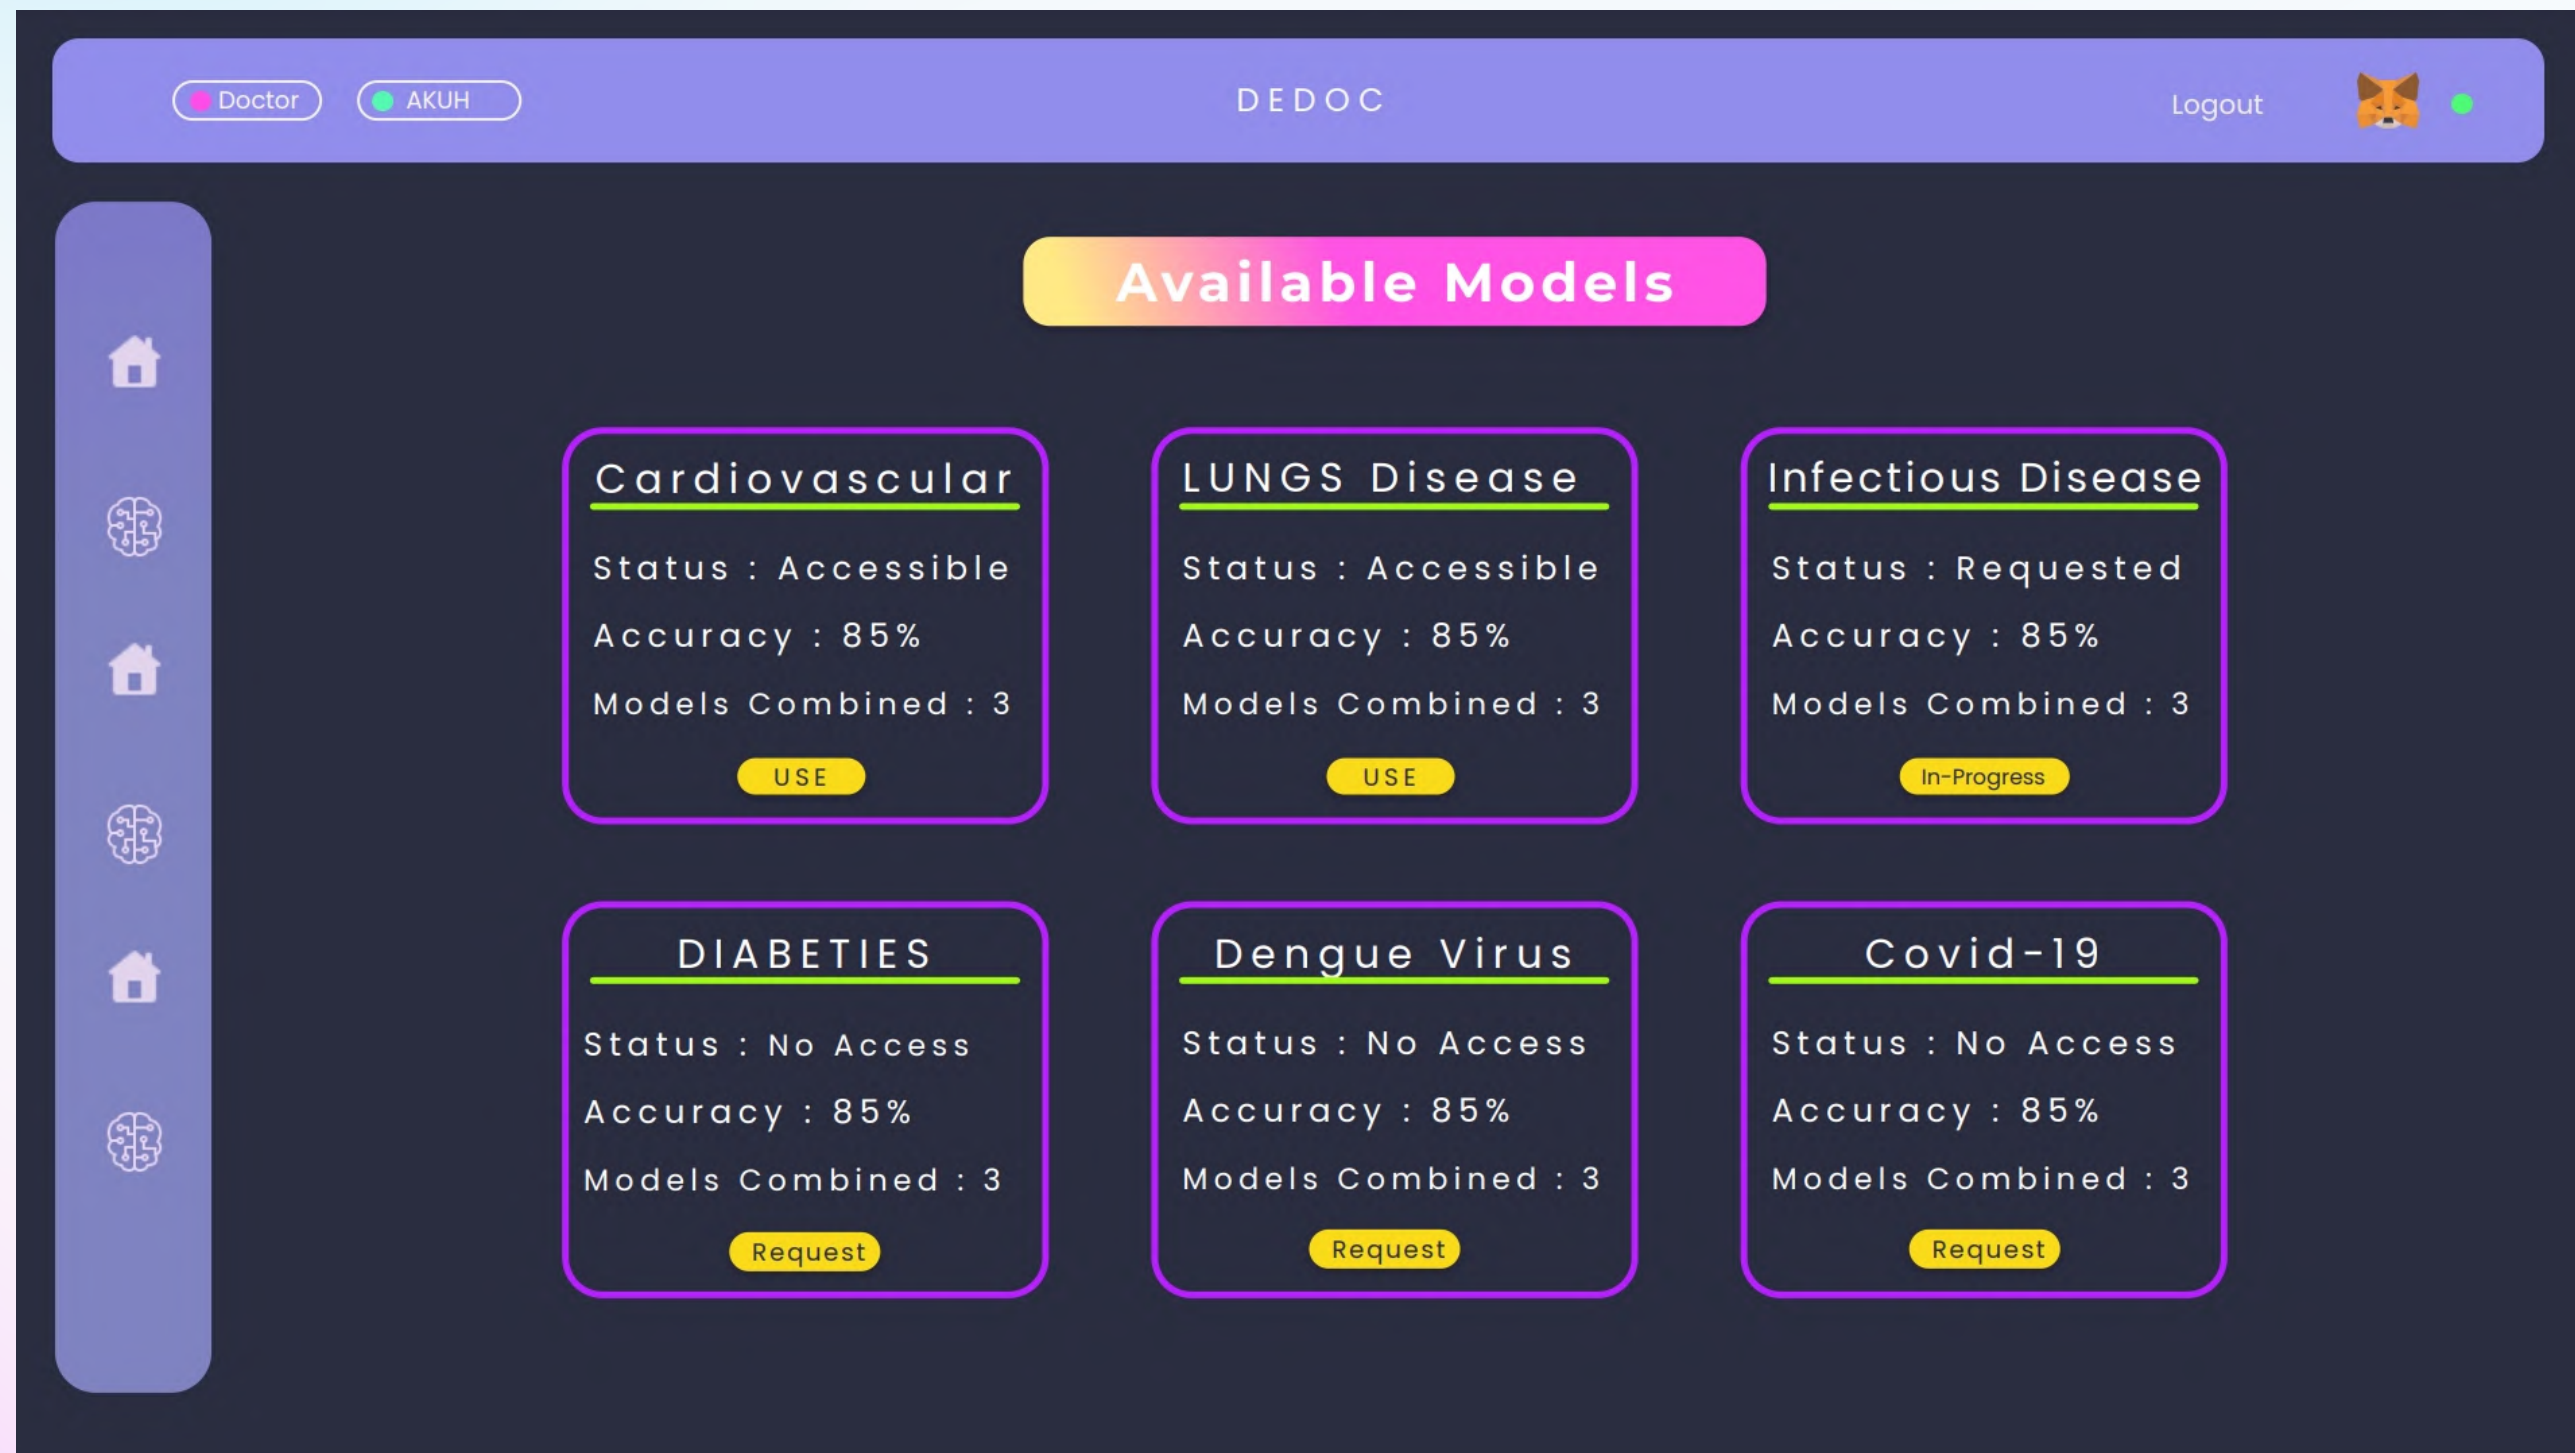 Doctor
AKUH
DEDOC
Logout
Available Models
Cardiovascular
Status : Accessible
Accuracy : 85%
Models Combined : 3
USE
LUNGS Disease
Status : Accessible
Accuracy : 85%
Models Combined : 3
USE
Infectious Disease
Status : Requested
Accuracy : 85%
Models Combined : 3
In-Progress
DIABETIES
Status : No Access
Accuracy : 85%
Models Combined : 3
Request
Dengue Virus
Status : No Access
Accuracy : 85%
Models Combined : 3
Request
Covid-19
Status : No Access
Accuracy : 85%
Models Combined : 3
Request